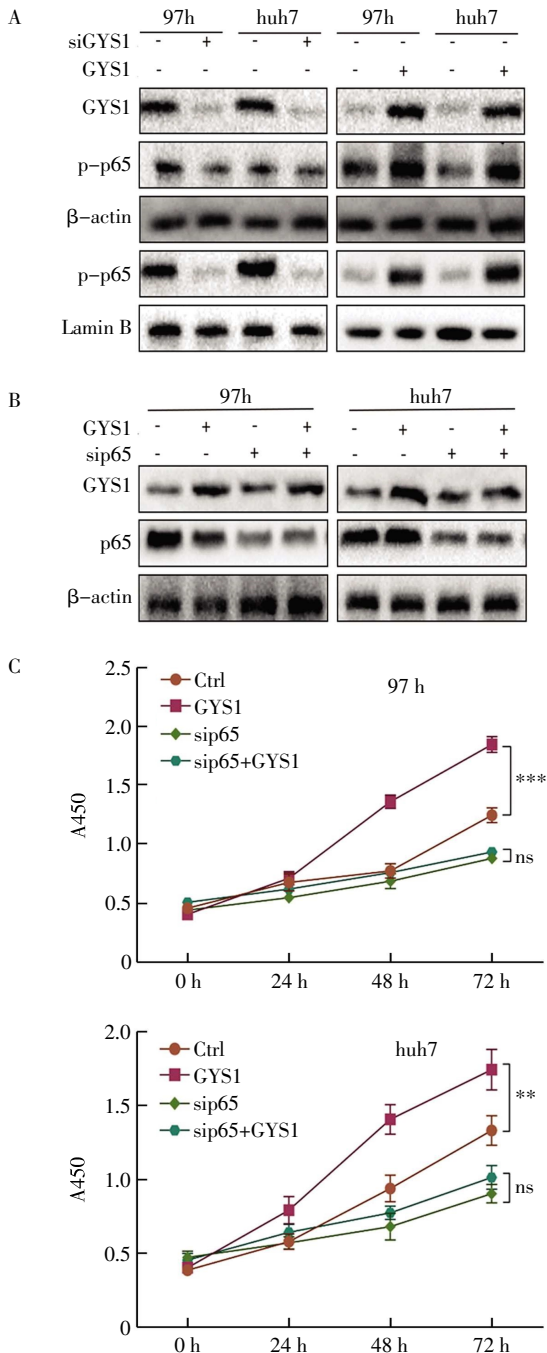 A
97h huh7 97h huh7
siGYS1 - + - +
GYS1 - - - - - + - +
GYS1
p-p65
β-actin
p-p65
Lamin B
B
97h huh7
GYS1 - + - + - + - +
sip65 - - + + - - + +
GYS1
p65
β-actin
C
2.5
2.0
1.5
1.0
0.5
0
A450
Ctrl
GYS1
sip65
sip65+GYS1
97 h
***
ns
0 h 24 h 48 h 72 h
2.0
1.5
1.0
0.5
0
A450
Ctrl
GYS1
sip65
sip65+GYS1
huh7
**
ns
0 h 24 h 48 h 72 h